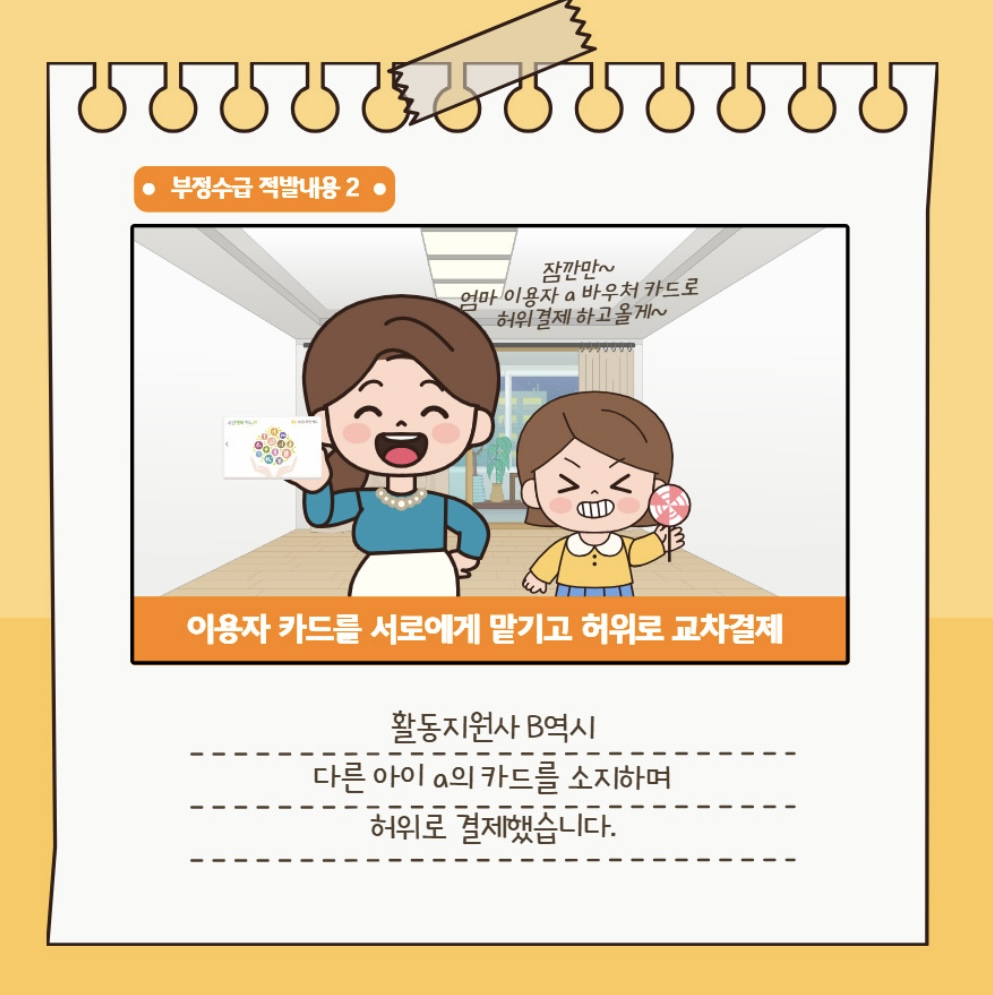 부정수급 적발내용 2
잠깐만~
엄마 이용자 a 바우처 카드로
허위결제 하고올게~
이용자 카드를 서로에게 맡기고 허위로 교차결제
활동지원사 B역시
다른 아이 a의 카드를 소지하며
허위로 결제했습니다.